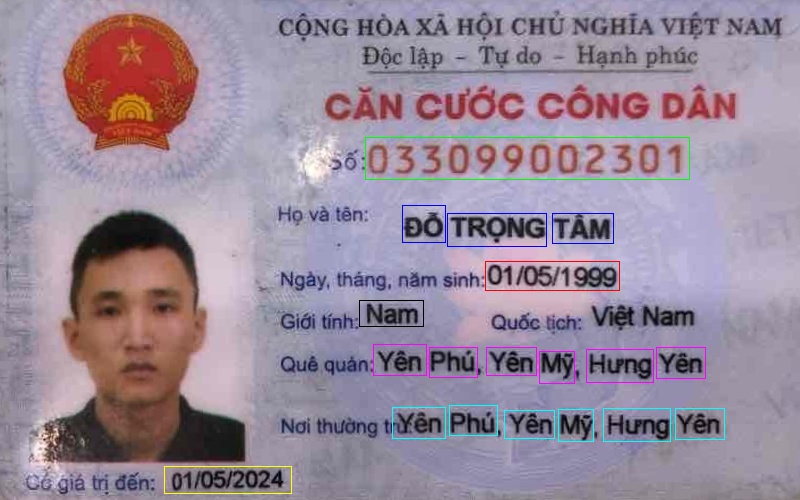 CỘNG HÒA XÃ HỘI CHỦ NGHĨA VIỆT NAM
Độc lập - Tự do - Hạnh phúc
CĂN CƯỚC CÔNG DÂN
Số: 033099002301
Họ và tên: ĐỖ TRỌNG TÂM
Ngày, tháng, năm sinh: 01/05/1999
Giới tính: Nam Quốc tịch: Việt Nam
Quê quán: Yên Phú, Yên Mỹ, Hưng Yên
Nơi thường trú: Yên Phú, Yên Mỹ, Hưng Yên
Có giá trị đến: 01/05/2024